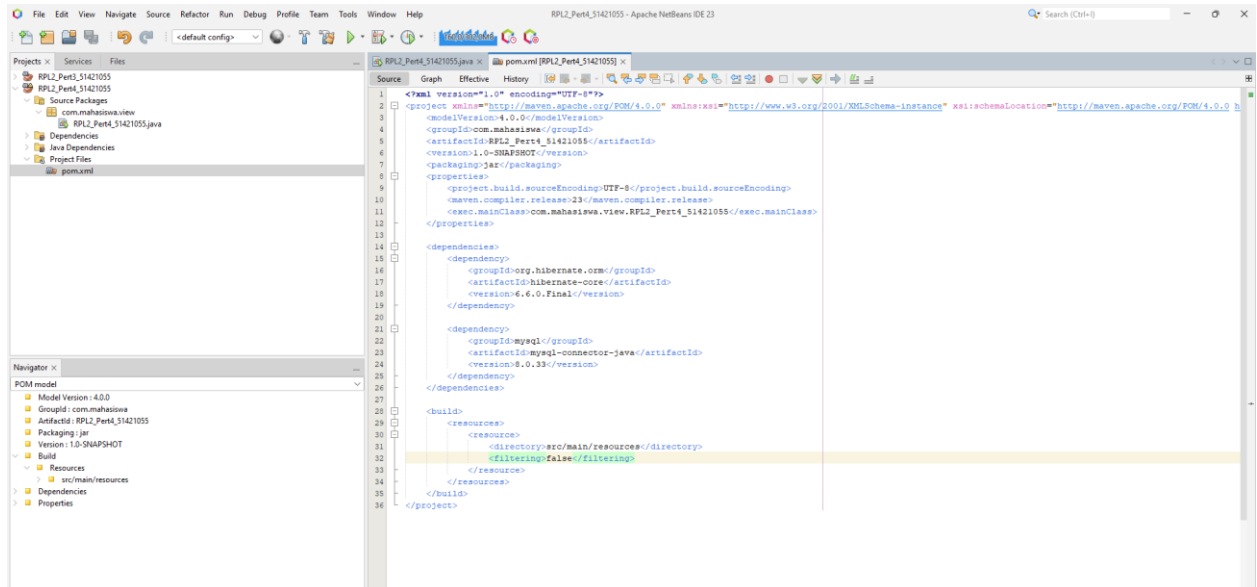 File Edit View Navigate Source Refactor Run Debug Profile Team Tools Window Help
RPL2_Pert4_51421055 - Apache NetBeans IDE 23
Search (Ctrl+I)
<default config>
Projects Services Files
RPL2_Pert3_51421055
RPL2_Pert4_51421055
Source Packages
com.mahasiswa.view
RPL2_Pert4_51421055.java
Dependencies
Java Dependencies
Project Files
pom.xml
Navigator
POM model
Model Version : 4.0.0
GroupId : com.mahasiswa
ArtifactId : RPL2_Pert4_51421055
Packaging : jar
Version : 1.0-SNAPSHOT
Build
Resources
src/main/resources
Dependencies
Properties
RPL2_Pert4_51421055.java pom.xml [RPL2_Pert4_51421055]
Source Graph Effective History
1 <?xml version="1.0" encoding="UTF-8"?>
2 <project xmlns="http://maven.apache.org/POM/4.0.0" xmlns:xsi="http://www.w3.org/2001/XMLSchema-instance" xsi:schemaLocation="http://maven.apache.org/POM/4.0.0 h
3 <modelVersion>4.0.0</modelVersion>
4 <groupId>com.mahasiswa</groupId>
5 <artifactId>RPL2_Pert4_51421055</artifactId>
6 <version>1.0-SNAPSHOT</version>
7 <packaging>jar</packaging>
8 <properties>
9 <project.build.sourceEncoding>UTF-8</project.build.sourceEncoding>
10 <maven.compiler.release>23</maven.compiler.release>
11 <exec.mainClass>com.mahasiswa.view.RPL2_Pert4_51421055</exec.mainClass>
12 </properties>
13
14 <dependencies>
15 <dependency>
16 <groupId>org.hibernate.orm</groupId>
17 <artifactId>hibernate-core</artifactId>
18 <version>6.6.0.Final</version>
19 </dependency>
20
21 <dependency>
22 <groupId>mysql</groupId>
23 <artifactId>mysql-connector-java</artifactId>
24 <version>8.0.33</version>
25 </dependency>
26 </dependencies>
27
28 <build>
29 <resources>
30 <resource>
31 <directory>src/main/resources</directory>
32 <filtering>false</filtering>
33 </resource>
34 </resources>
35 </build>
36 </project>